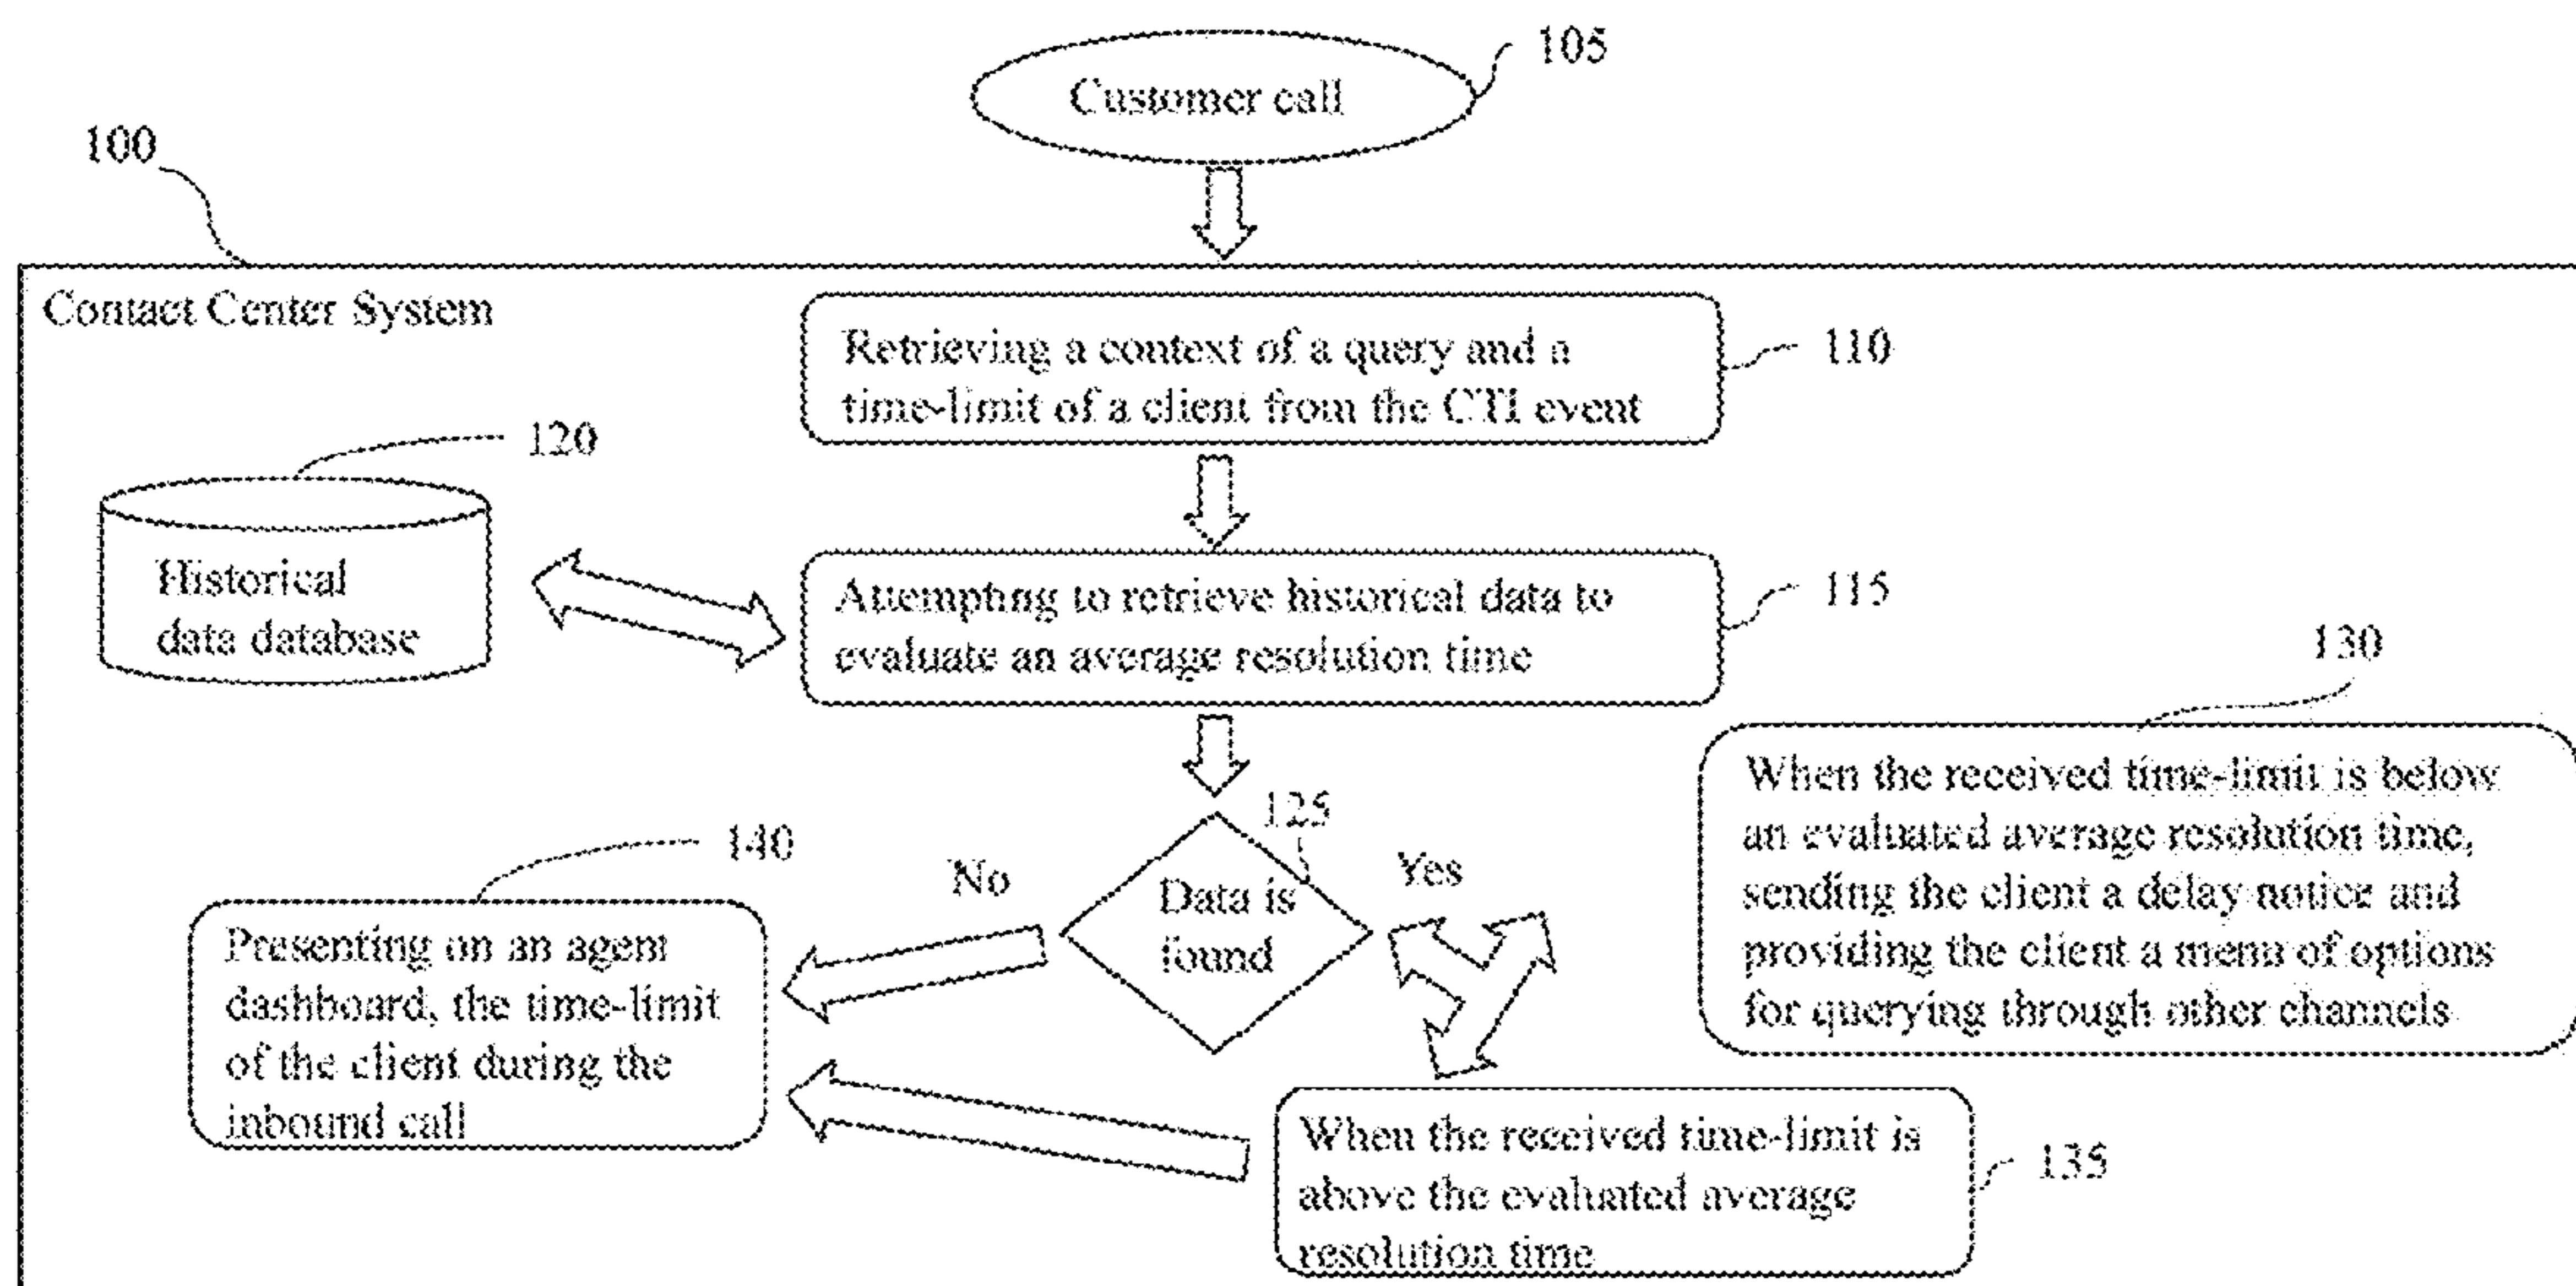 105
Customer call
100
Contact Center System
Retrieving a context of a query and a
time-limit of a client from the CTI event
110
120
Historical
data database
Attempting to retrieve historical data to
evaluate an average resolution time
115
130
When the received time-limit is below
an evaluated average resolution time,
sending the client a delay notice and
providing the client a menu of options
for querying through other channels
125
Data is
found
No
Yes
140
Presenting on an agent
dashboard, the time-limit
of the client during the
inbound call
When the received time-limit is
above the evaluated average
resolution time
135